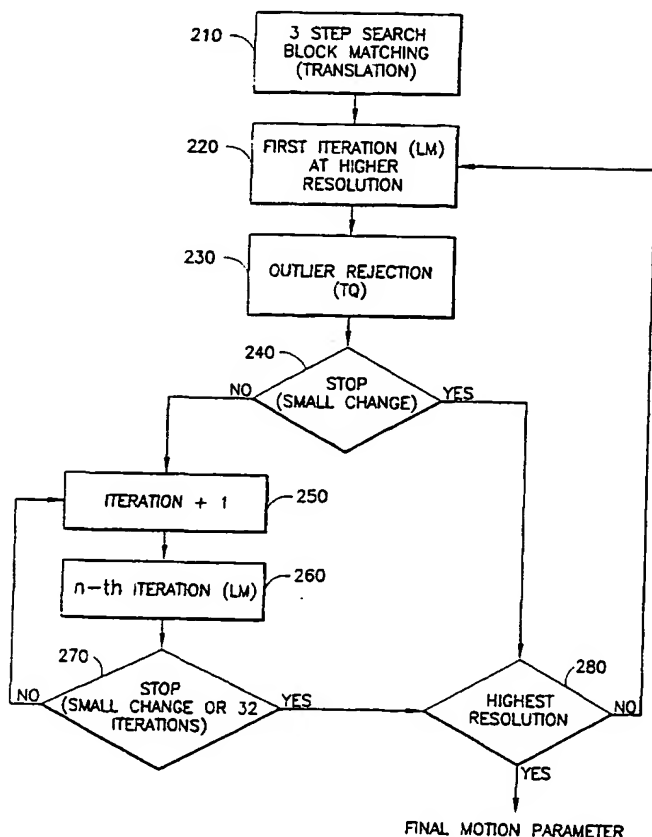 210
3 STEP SEARCH
BLOCK MATCHING
(TRANSLATION)
220
FIRST ITERATION (LM)
AT HIGHER
RESOLUTION
230
OUTLIER REJECTION
(TQ)
240
NO
STOP
(SMALL CHANGE)
YES
ITERATION + 1
250
n-th ITERATION (LM)
260
270
NO
STOP
(SMALL CHANGE OR 32
ITERATIONS)
YES
280
HIGHEST
RESOLUTION
NO
YES
FINAL MOTION PARAMETER